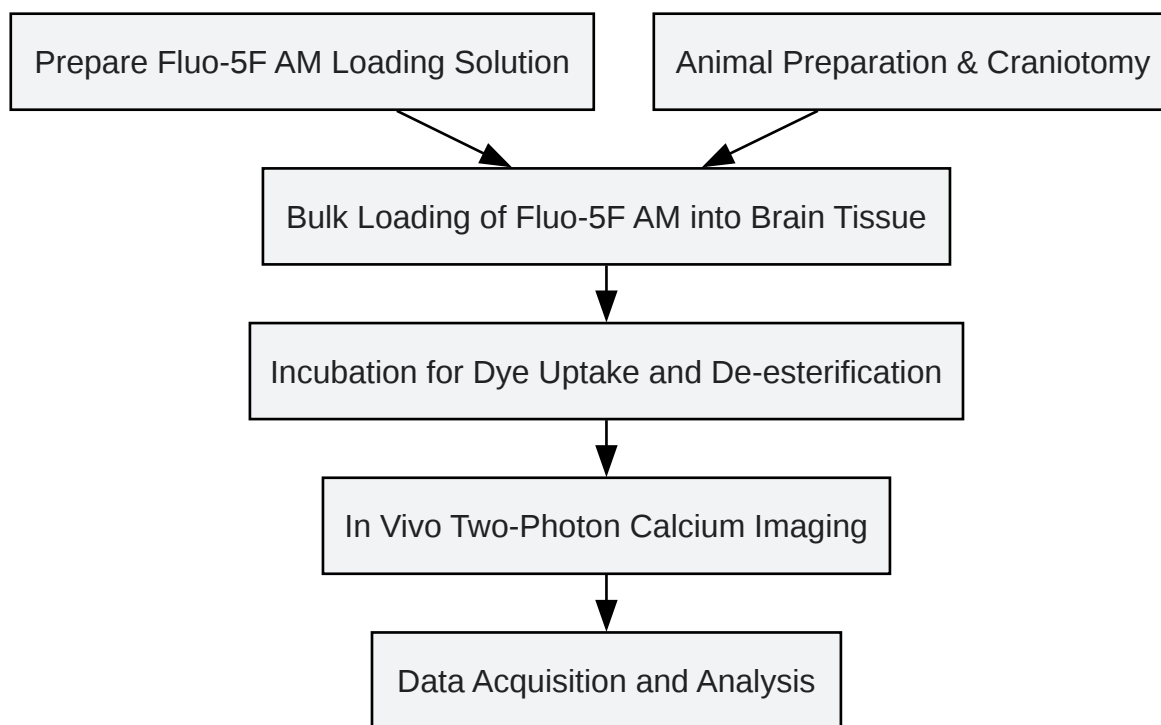 Prepare Fluo-5F AM Loading Solution
Animal Preparation & Craniotomy
Bulk Loading of Fluo-5F AM into Brain Tissue
Incubation for Dye Uptake and De-esterification
In Vivo Two-Photon Calcium Imaging
Data Acquisition and Analysis